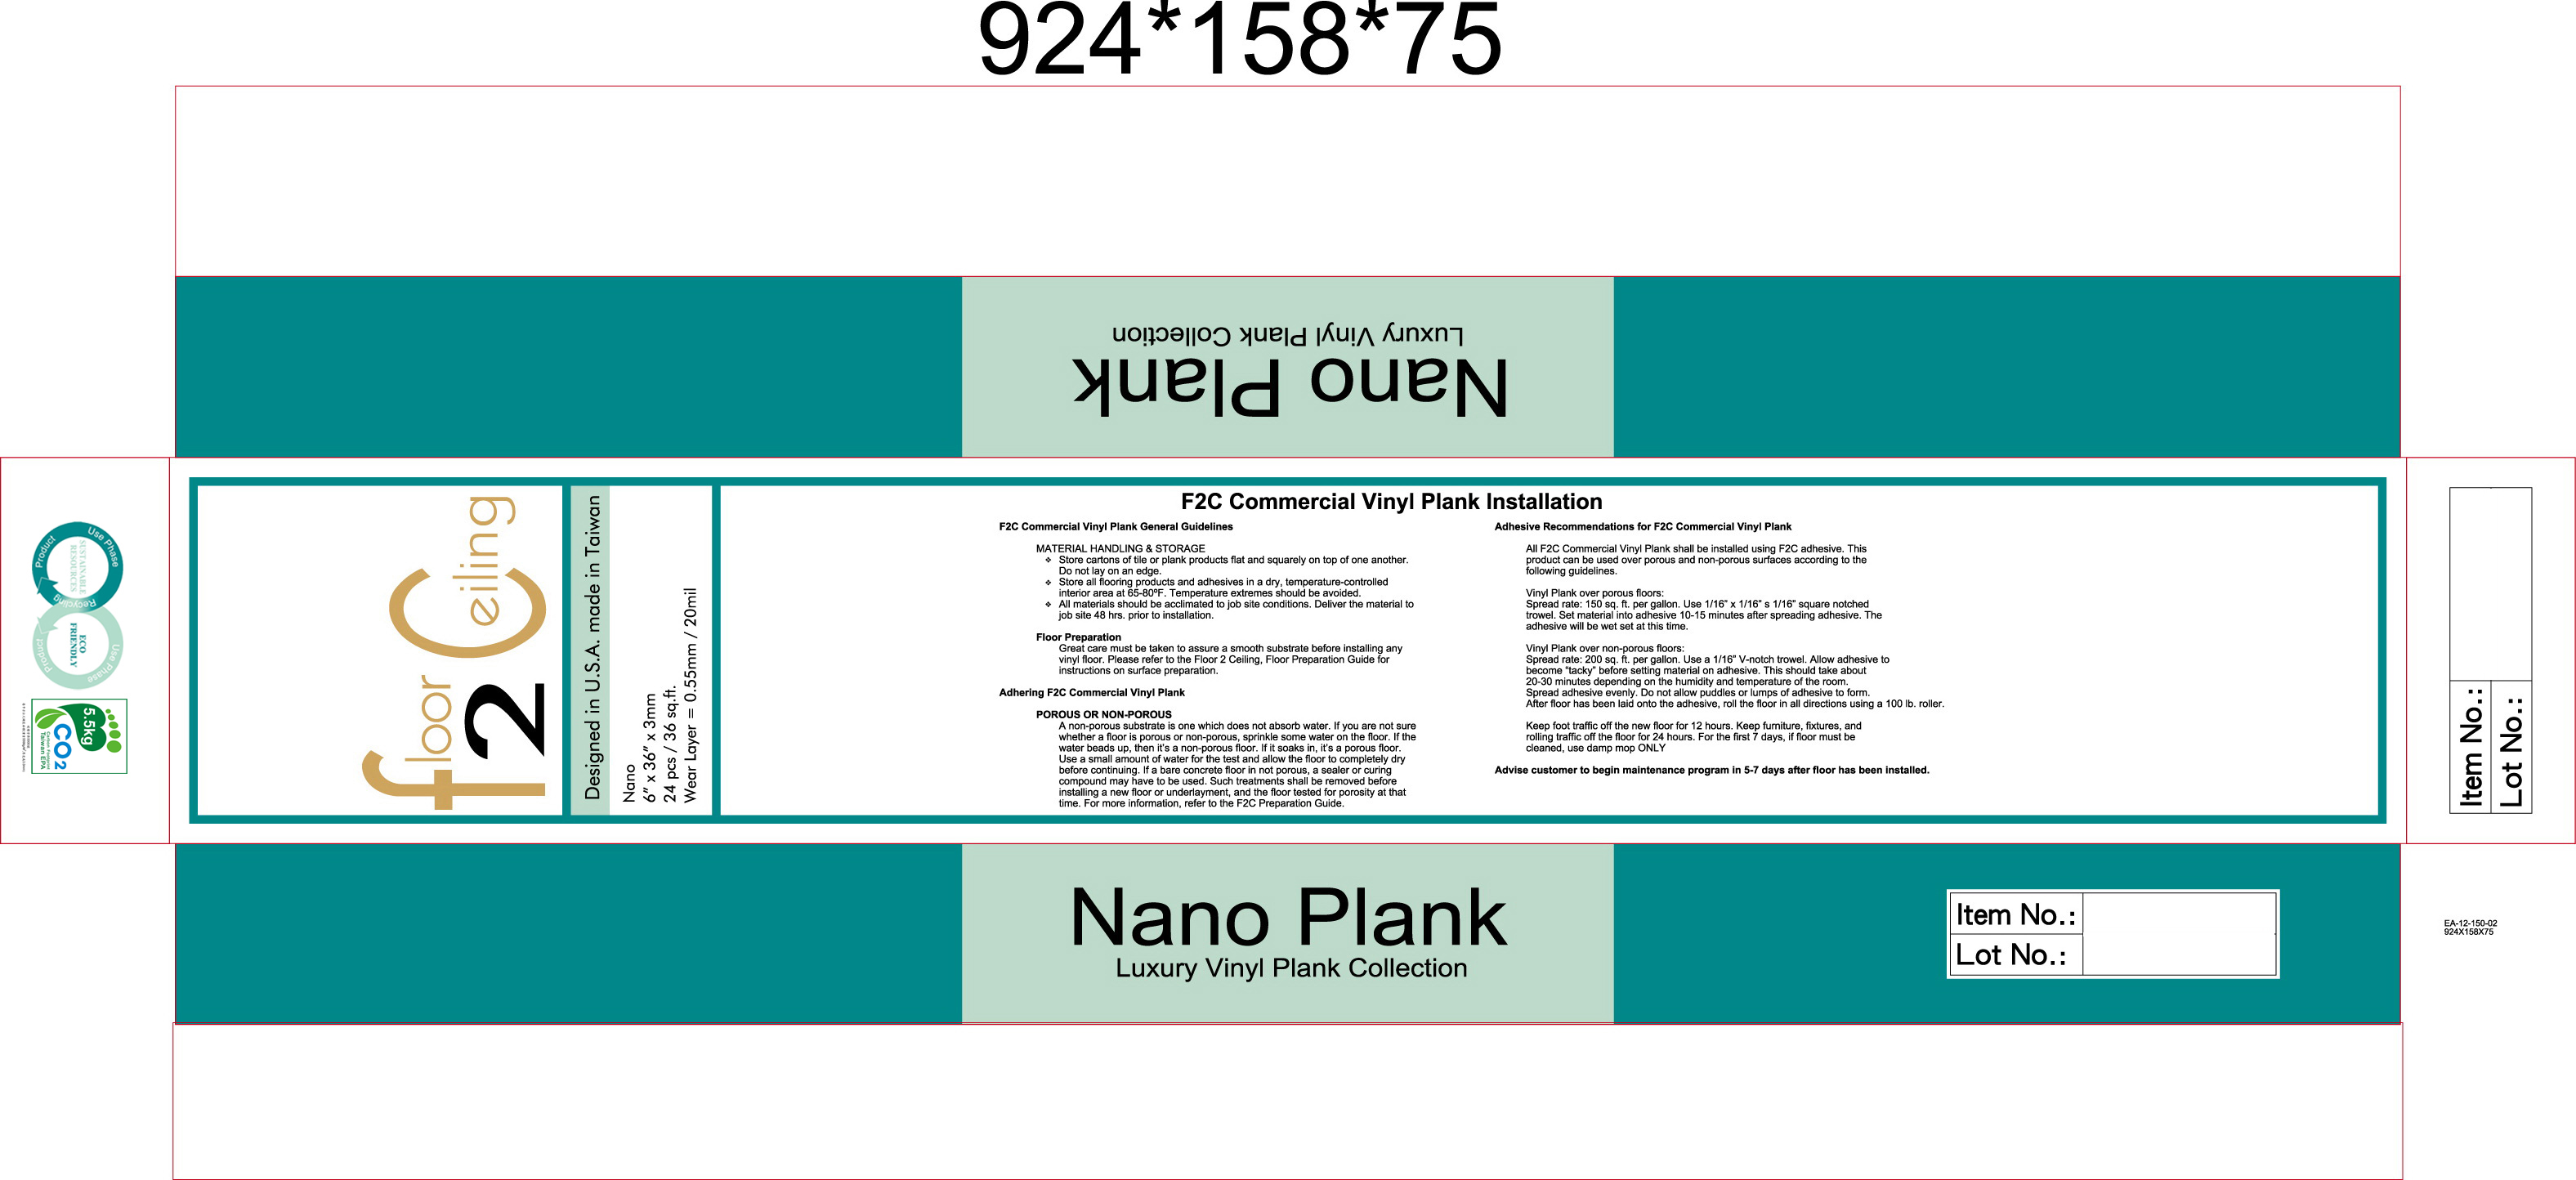 924*158*75
Nano Plank
Luxury Vinyl Plank Collection
Use Phase
Product
SUSTAINABLE
RESOURCES
Recycling
ECO
FRIENDLY
Use Phase
Product
5.5kg
CO2
Carbon Footprint
Taiwan EPA
floor
2
Ceiling
Designed in U.S.A. made in Taiwan
Nano
6” x 36” x 3mm
24 pcs / 36 sq.ft.
Wear Layer = 0.55mm / 20mil
F2C Commercial Vinyl Plank Installation
F2C Commercial Vinyl Plank General Guidelines
MATERIAL HANDLING & STORAGE
❖ Store cartons of tile or plank products flat and squarely on top of one another.
Do not lay on an edge.
❖ Store all flooring products and adhesives in a dry, temperature-controlled
interior area at 65-80ºF. Temperature extremes should be avoided.
❖ All materials should be acclimated to job site conditions. Deliver the material to
job site 48 hrs. prior to installation.
Floor Preparation
Great care must be taken to assure a smooth substrate before installing any
vinyl floor. Please refer to the Floor 2 Ceiling, Floor Preparation Guide for
instructions on surface preparation.
Adhering F2C Commercial Vinyl Plank
POROUS OR NON-POROUS
A non-porous substrate is one which does not absorb water. If you are not sure
whether a floor is porous or non-porous, sprinkle some water on the floor. If the
water beads up, then it’s a non-porous floor. If it soaks in, it’s a porous floor.
Use a small amount of water for the test and allow the floor to completely dry
before continuing. If a bare concrete floor in not porous, a sealer or curing
compound may have to be used. Such treatments shall be removed before
installing a new floor or underlayment, and the floor tested for porosity at that
time. For more information, refer to the F2C Preparation Guide.
Adhesive Recommendations for F2C Commercial Vinyl Plank
All F2C Commercial Vinyl Plank shall be installed using F2C adhesive. This
product can be used over porous and non-porous surfaces according to the
following guidelines.
Vinyl Plank over porous floors:
Spread rate: 150 sq. ft. per gallon. Use 1/16” x 1/16” s 1/16” square notched
trowel. Set material into adhesive 10-15 minutes after spreading adhesive. The
adhesive will be wet set at this time.
Vinyl Plank over non-porous floors:
Spread rate: 200 sq. ft. per gallon. Use a 1/16” V-notch trowel. Allow adhesive to
become “tacky” before setting material on adhesive. This should take about
20-30 minutes depending on the humidity and temperature of the room.
Spread adhesive evenly. Do not allow puddles or lumps of adhesive to form.
After floor has been laid onto the adhesive, roll the floor in all directions using a 100 lb. roller.
Keep foot traffic off the new floor for 12 hours. Keep furniture, fixtures, and
rolling traffic off the floor for 24 hours. For the first 7 days, if floor must be
cleaned, use damp mop ONLY
Advise customer to begin maintenance program in 5-7 days after floor has been installed.
Item No.:
Lot No.:
Nano Plank
Luxury Vinyl Plank Collection
Item No.:
Lot No.:
EA-12-150-02
924X158X75